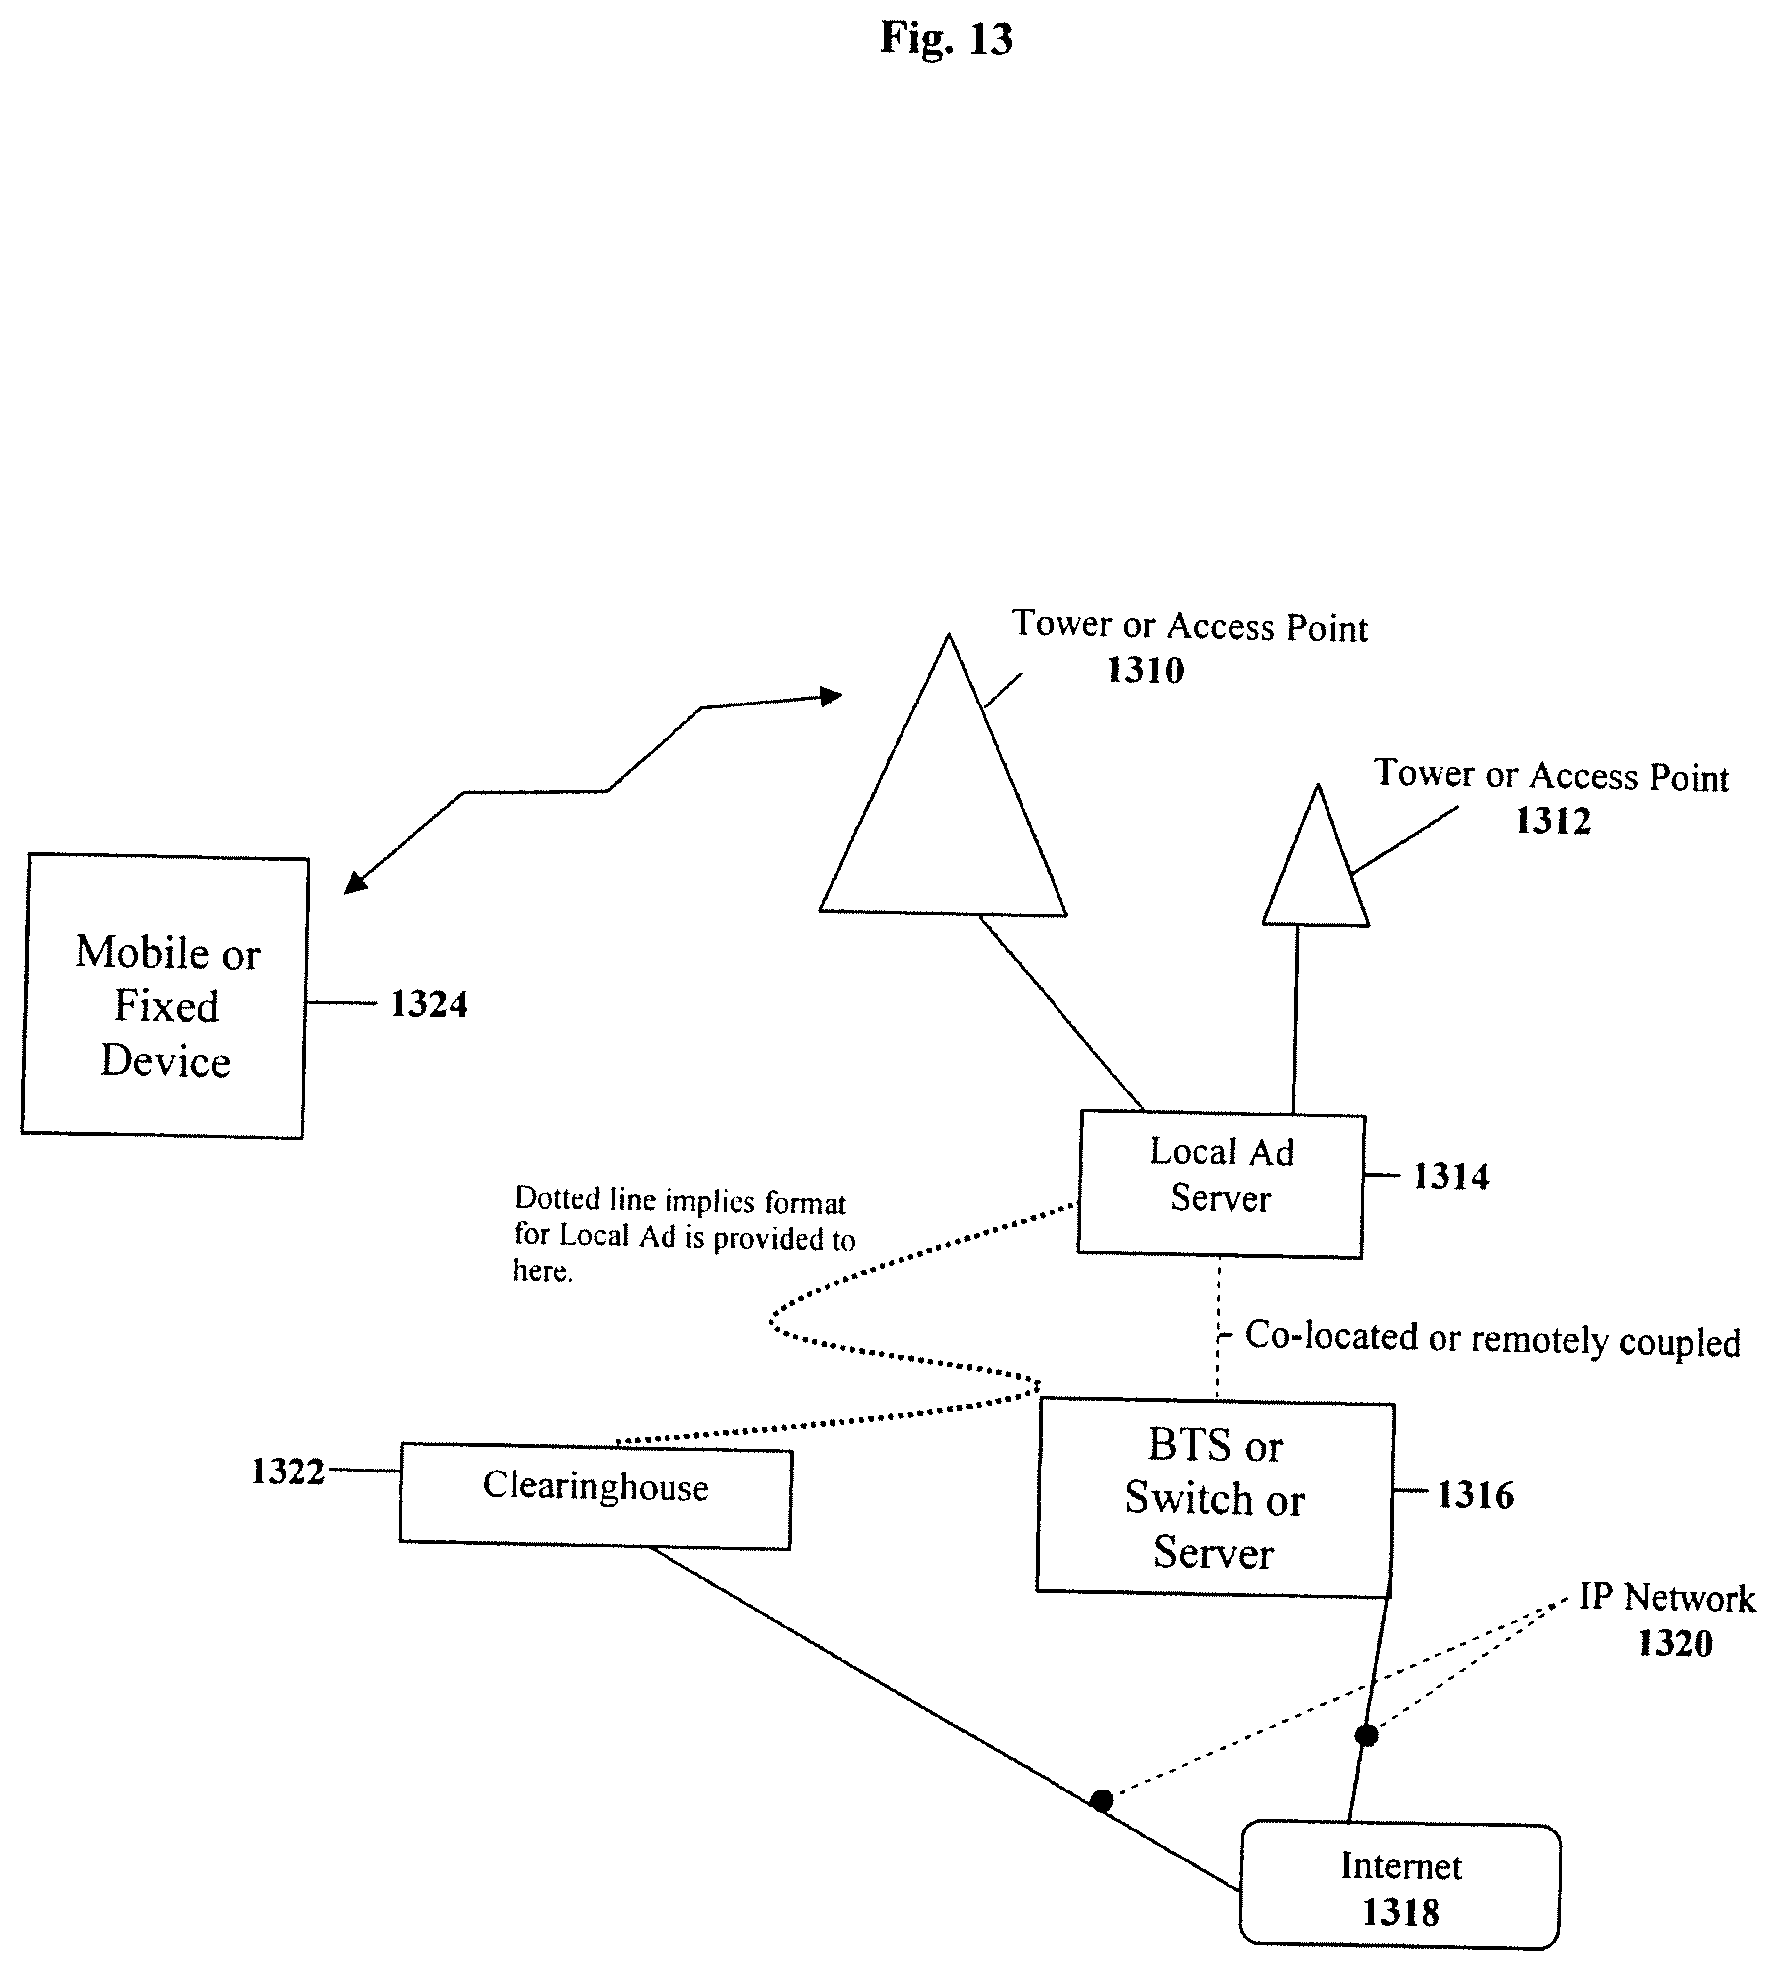 Fig. 13
Tower or Access Point
1310
Tower or Access Point
1312
Mobile or
Fixed
Device
1324
Local Ad
Server
1314
Dotted line implies format
for Local Ad is provided to
here.
Co-located or remotely coupled
BTS or
Switch or
Server
1316
1322
Clearinghouse
IP Network
1320
Internet
1318